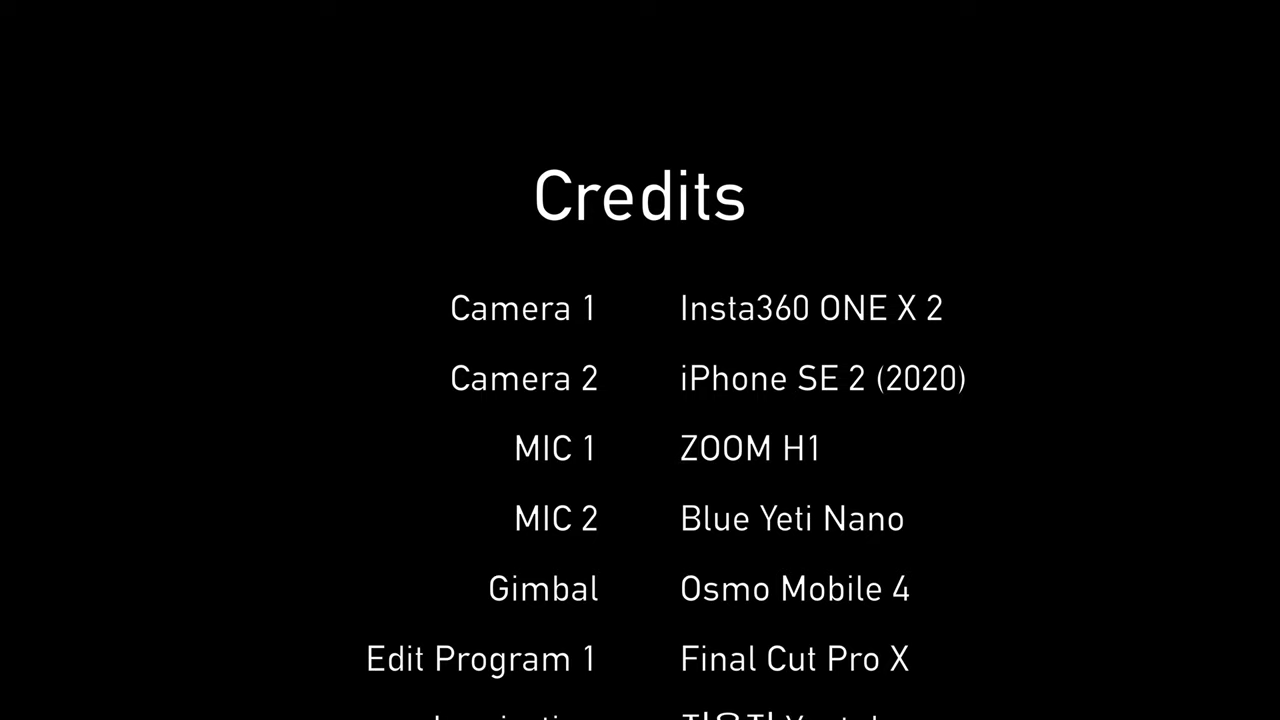 Credits
Camera 1 Insta360 ONE X 2
Camera 2 iPhone SE 2 (2020)
MIC 1 ZOOM H1
MIC 2 Blue Yeti Nano
Gimbal Osmo Mobile 4
Edit Program 1 Final Cut Pro X